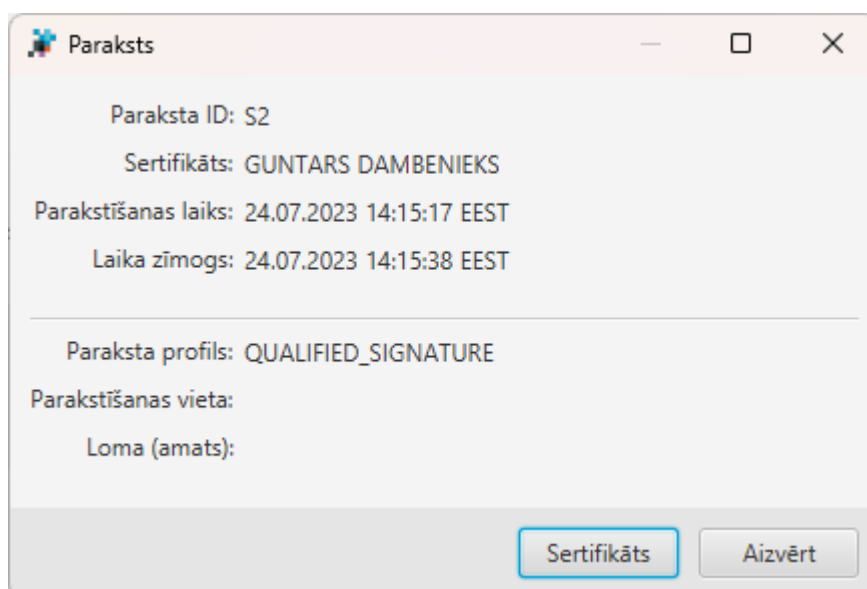 Paraksts
Paraksta ID: S2
Sertifikāts: GUNTARS DAMBENIEKS
Parakstīšanas laiks: 24.07.2023 14:15:17 EEST
Laika zīmogs: 24.07.2023 14:15:38 EEST
Paraksta profils: QUALIFIED_SIGNATURE
Parakstīšanas vieta:
Loma (amats):
Sertifikāts Aizvērt